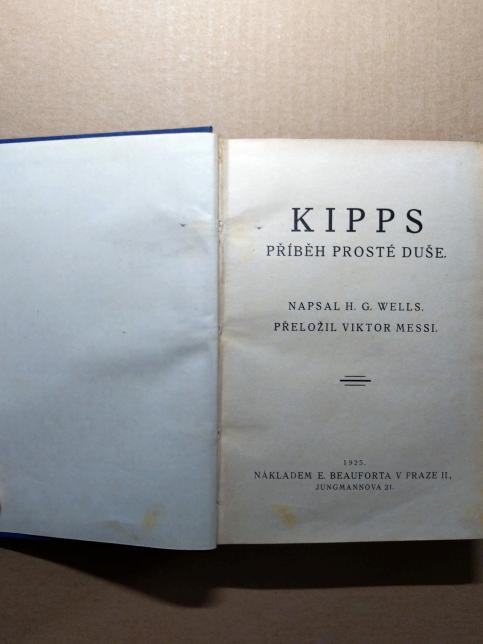 KIPPS
PŘÍBĚH PROSTÉ DUŠE.
NAPSAL H. G. WELLS.
PŘELOŽIL VIKTOR MESSI.
1925.
NÁKLADEM E. BEAUFORTA V PRAZE II.,
JUNGMANNOVA 21.